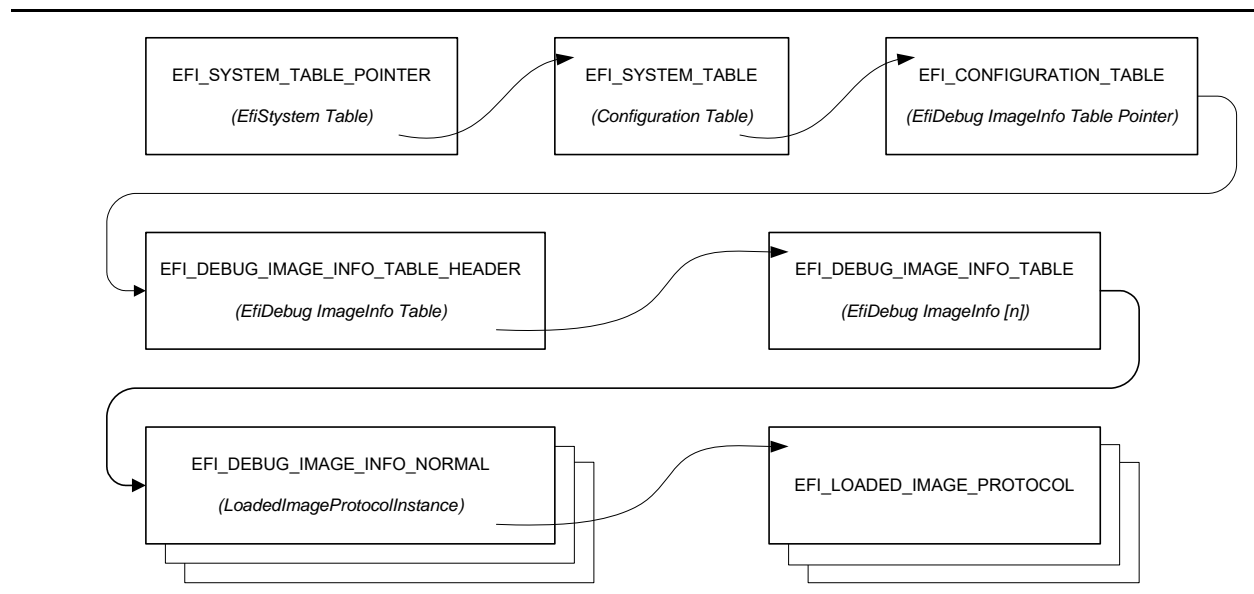 EFI_SYSTEM_TABLE_POINTER
(EfiStystem Table)
EFI_SYSTEM_TABLE
(Configuration Table)
EFI_CONFIGURATION_TABLE
(EfiDebug ImageInfo Table Pointer)
EFI_DEBUG_IMAGE_INFO_TABLE_HEADER
(EfiDebug ImageInfo Table)
EFI_DEBUG_IMAGE_INFO_TABLE
(EfiDebug ImageInfo [n])
EFI_DEBUG_IMAGE_INFO_NORMAL
(LoadedImageProtocolInstance)
EFI_LOADED_IMAGE_PROTOCOL